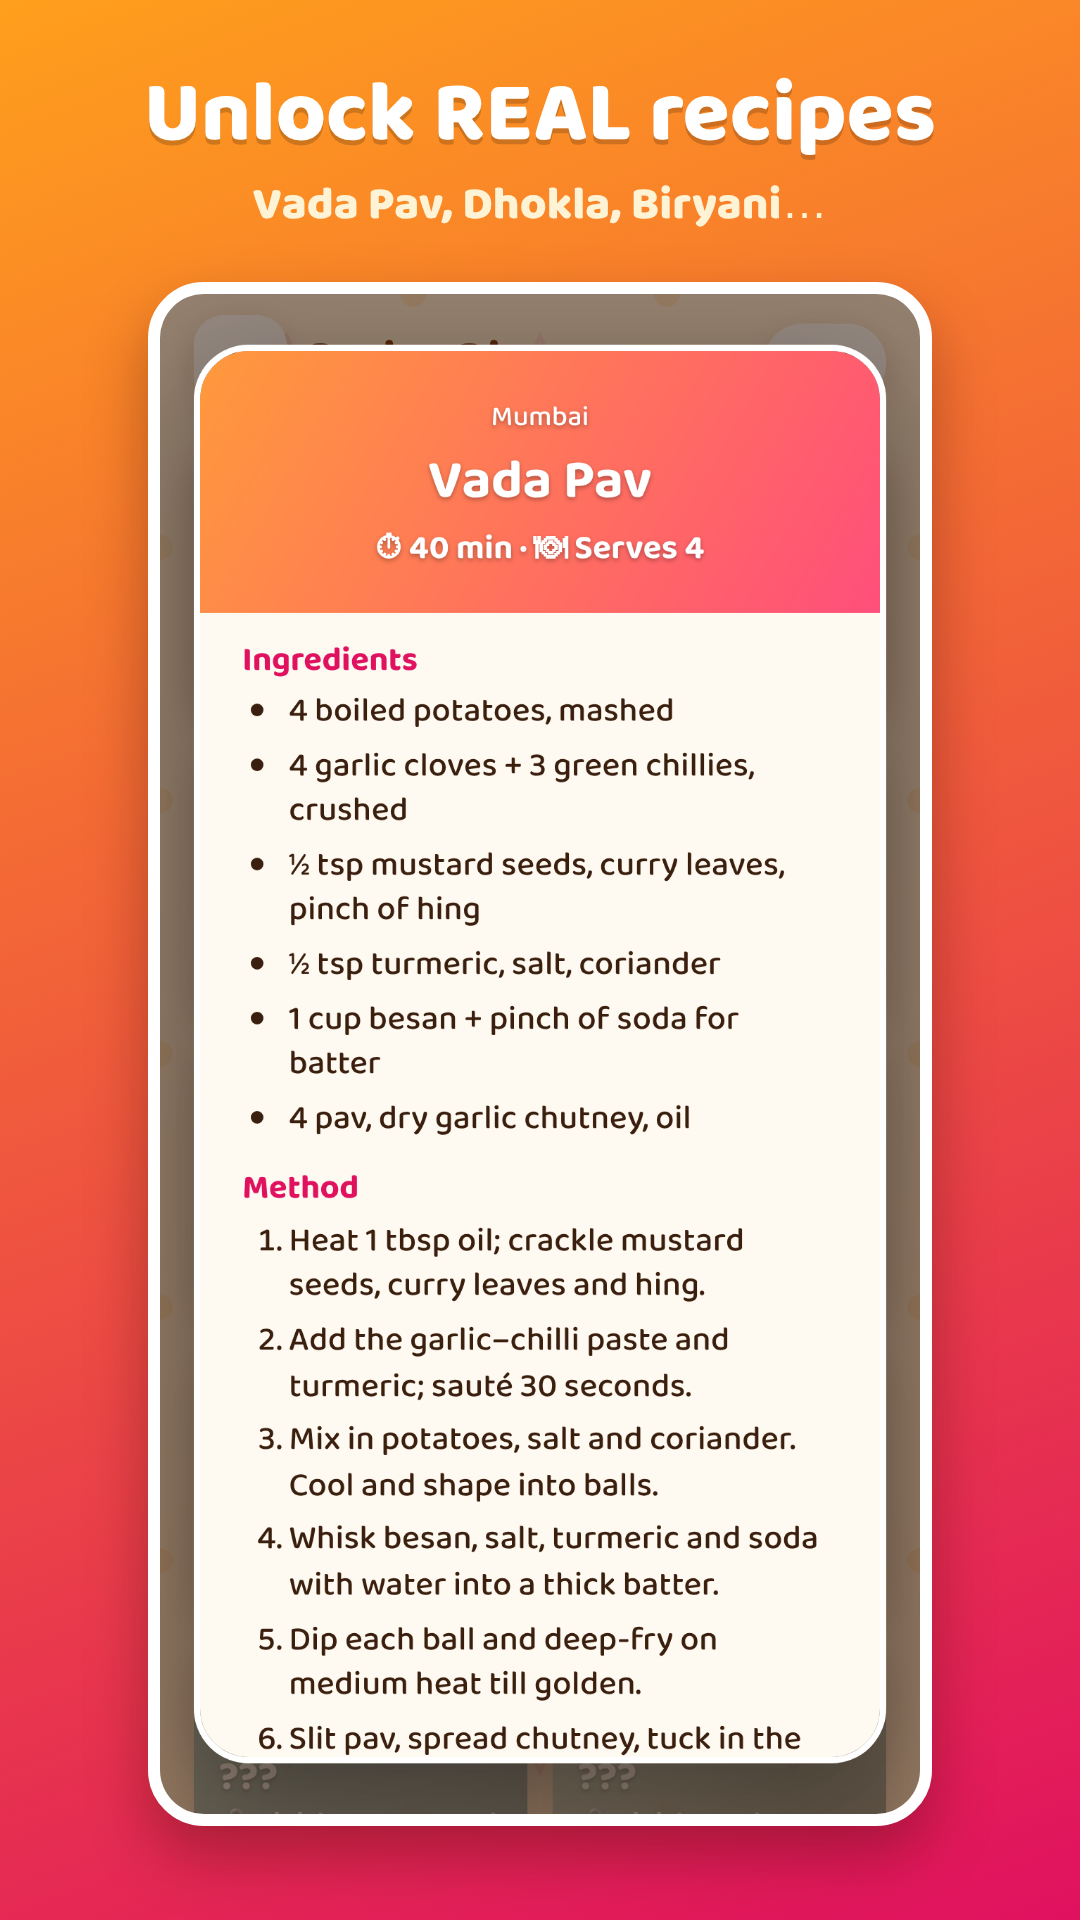 Unlock REAL recipes
Vada Pav, Dhokla, Biryani…
Mumbai
Vada Pav
⏱ 40 min · 🍽 Serves 4
Ingredients
• 4 boiled potatoes, mashed
• 4 garlic cloves + 3 green chillies,
crushed
• ½ tsp mustard seeds, curry leaves,
pinch of hing
• ½ tsp turmeric, salt, coriander
• 1 cup besan + pinch of soda for
batter
• 4 pav, dry garlic chutney, oil
Method
1. Heat 1 tbsp oil; crackle mustard
seeds, curry leaves and hing.
2. Add the garlic–chilli paste and
turmeric; sauté 30 seconds.
3. Mix in potatoes, salt and coriander.
Cool and shape into balls.
4. Whisk besan, salt, turmeric and soda
with water into a thick batter.
5. Dip each ball and deep-fry on
medium heat till golden.
6. Slit pav, spread chutney, tuck in the
??? ???